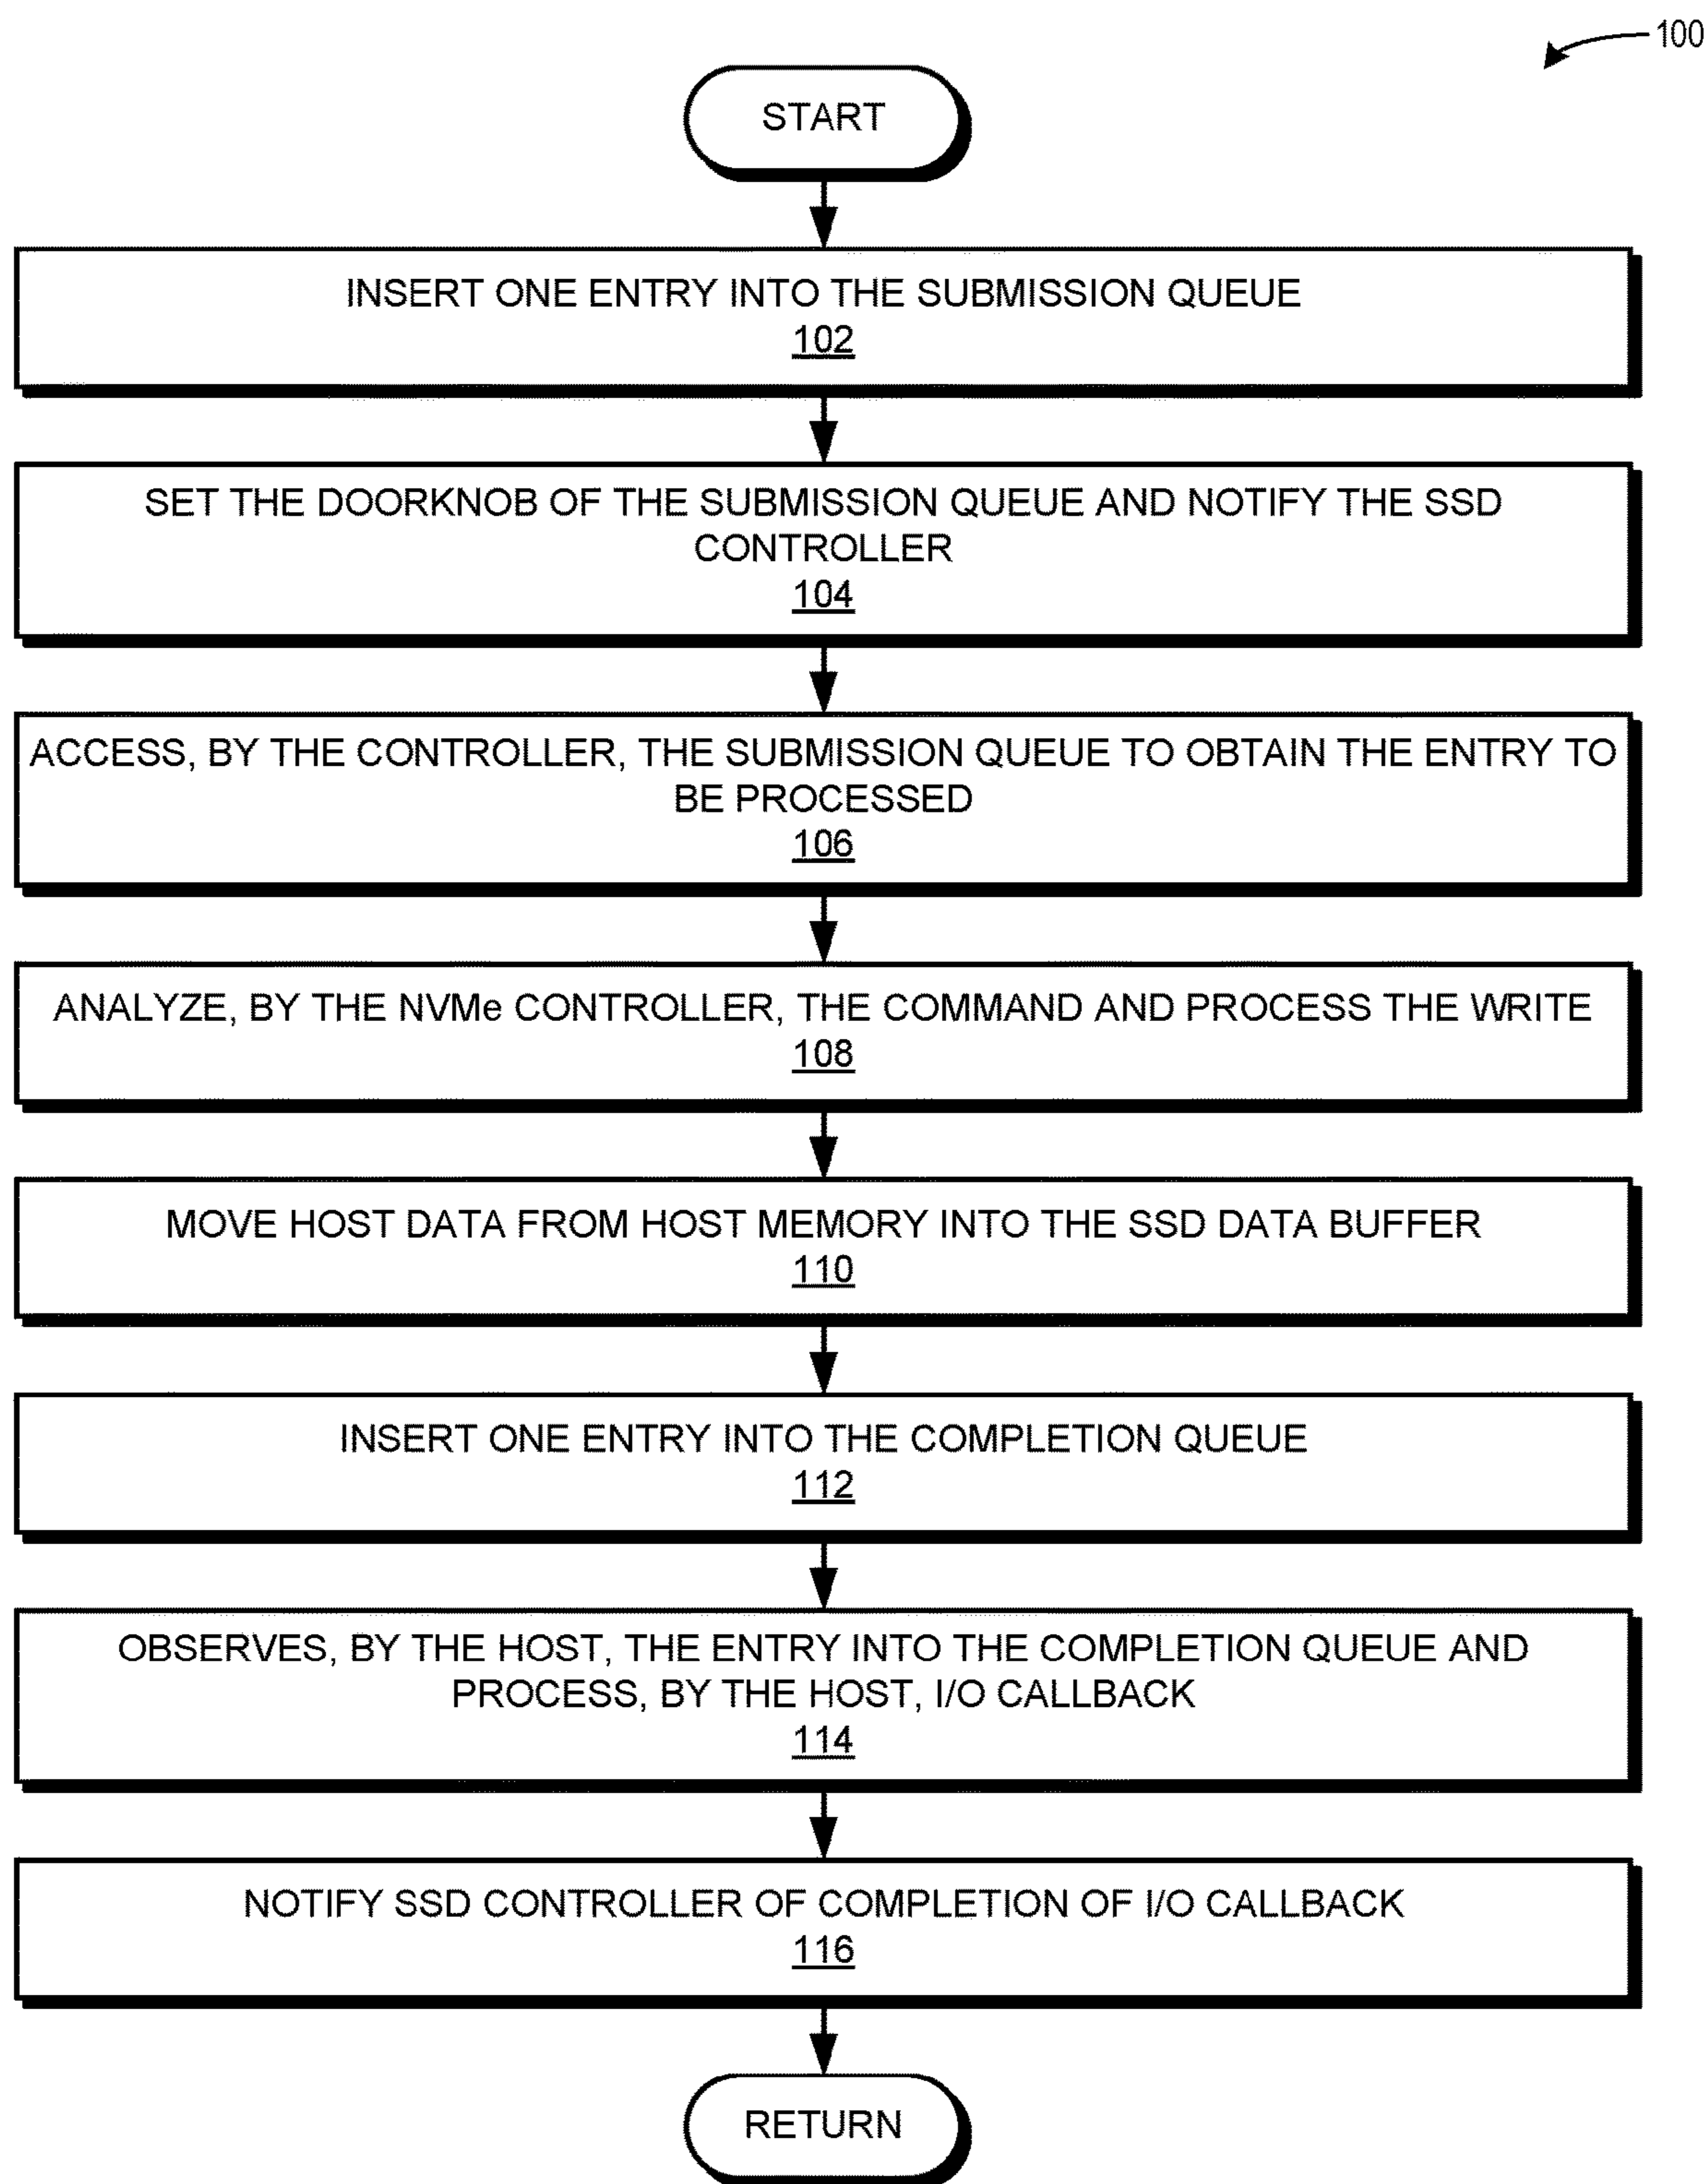 100
START
INSERT ONE ENTRY INTO THE SUBMISSION QUEUE
102
SET THE DOORKNOB OF THE SUBMISSION QUEUE AND NOTIFY THE SSD
CONTROLLER
104
ACCESS, BY THE CONTROLLER, THE SUBMISSION QUEUE TO OBTAIN THE ENTRY TO
BE PROCESSED
106
ANALYZE, BY THE NVMe CONTROLLER, THE COMMAND AND PROCESS THE WRITE
108
MOVE HOST DATA FROM HOST MEMORY INTO THE SSD DATA BUFFER
110
INSERT ONE ENTRY INTO THE COMPLETION QUEUE
112
OBSERVES, BY THE HOST, THE ENTRY INTO THE COMPLETION QUEUE AND
PROCESS, BY THE HOST, I/O CALLBACK
114
NOTIFY SSD CONTROLLER OF COMPLETION OF I/O CALLBACK
116
RETURN